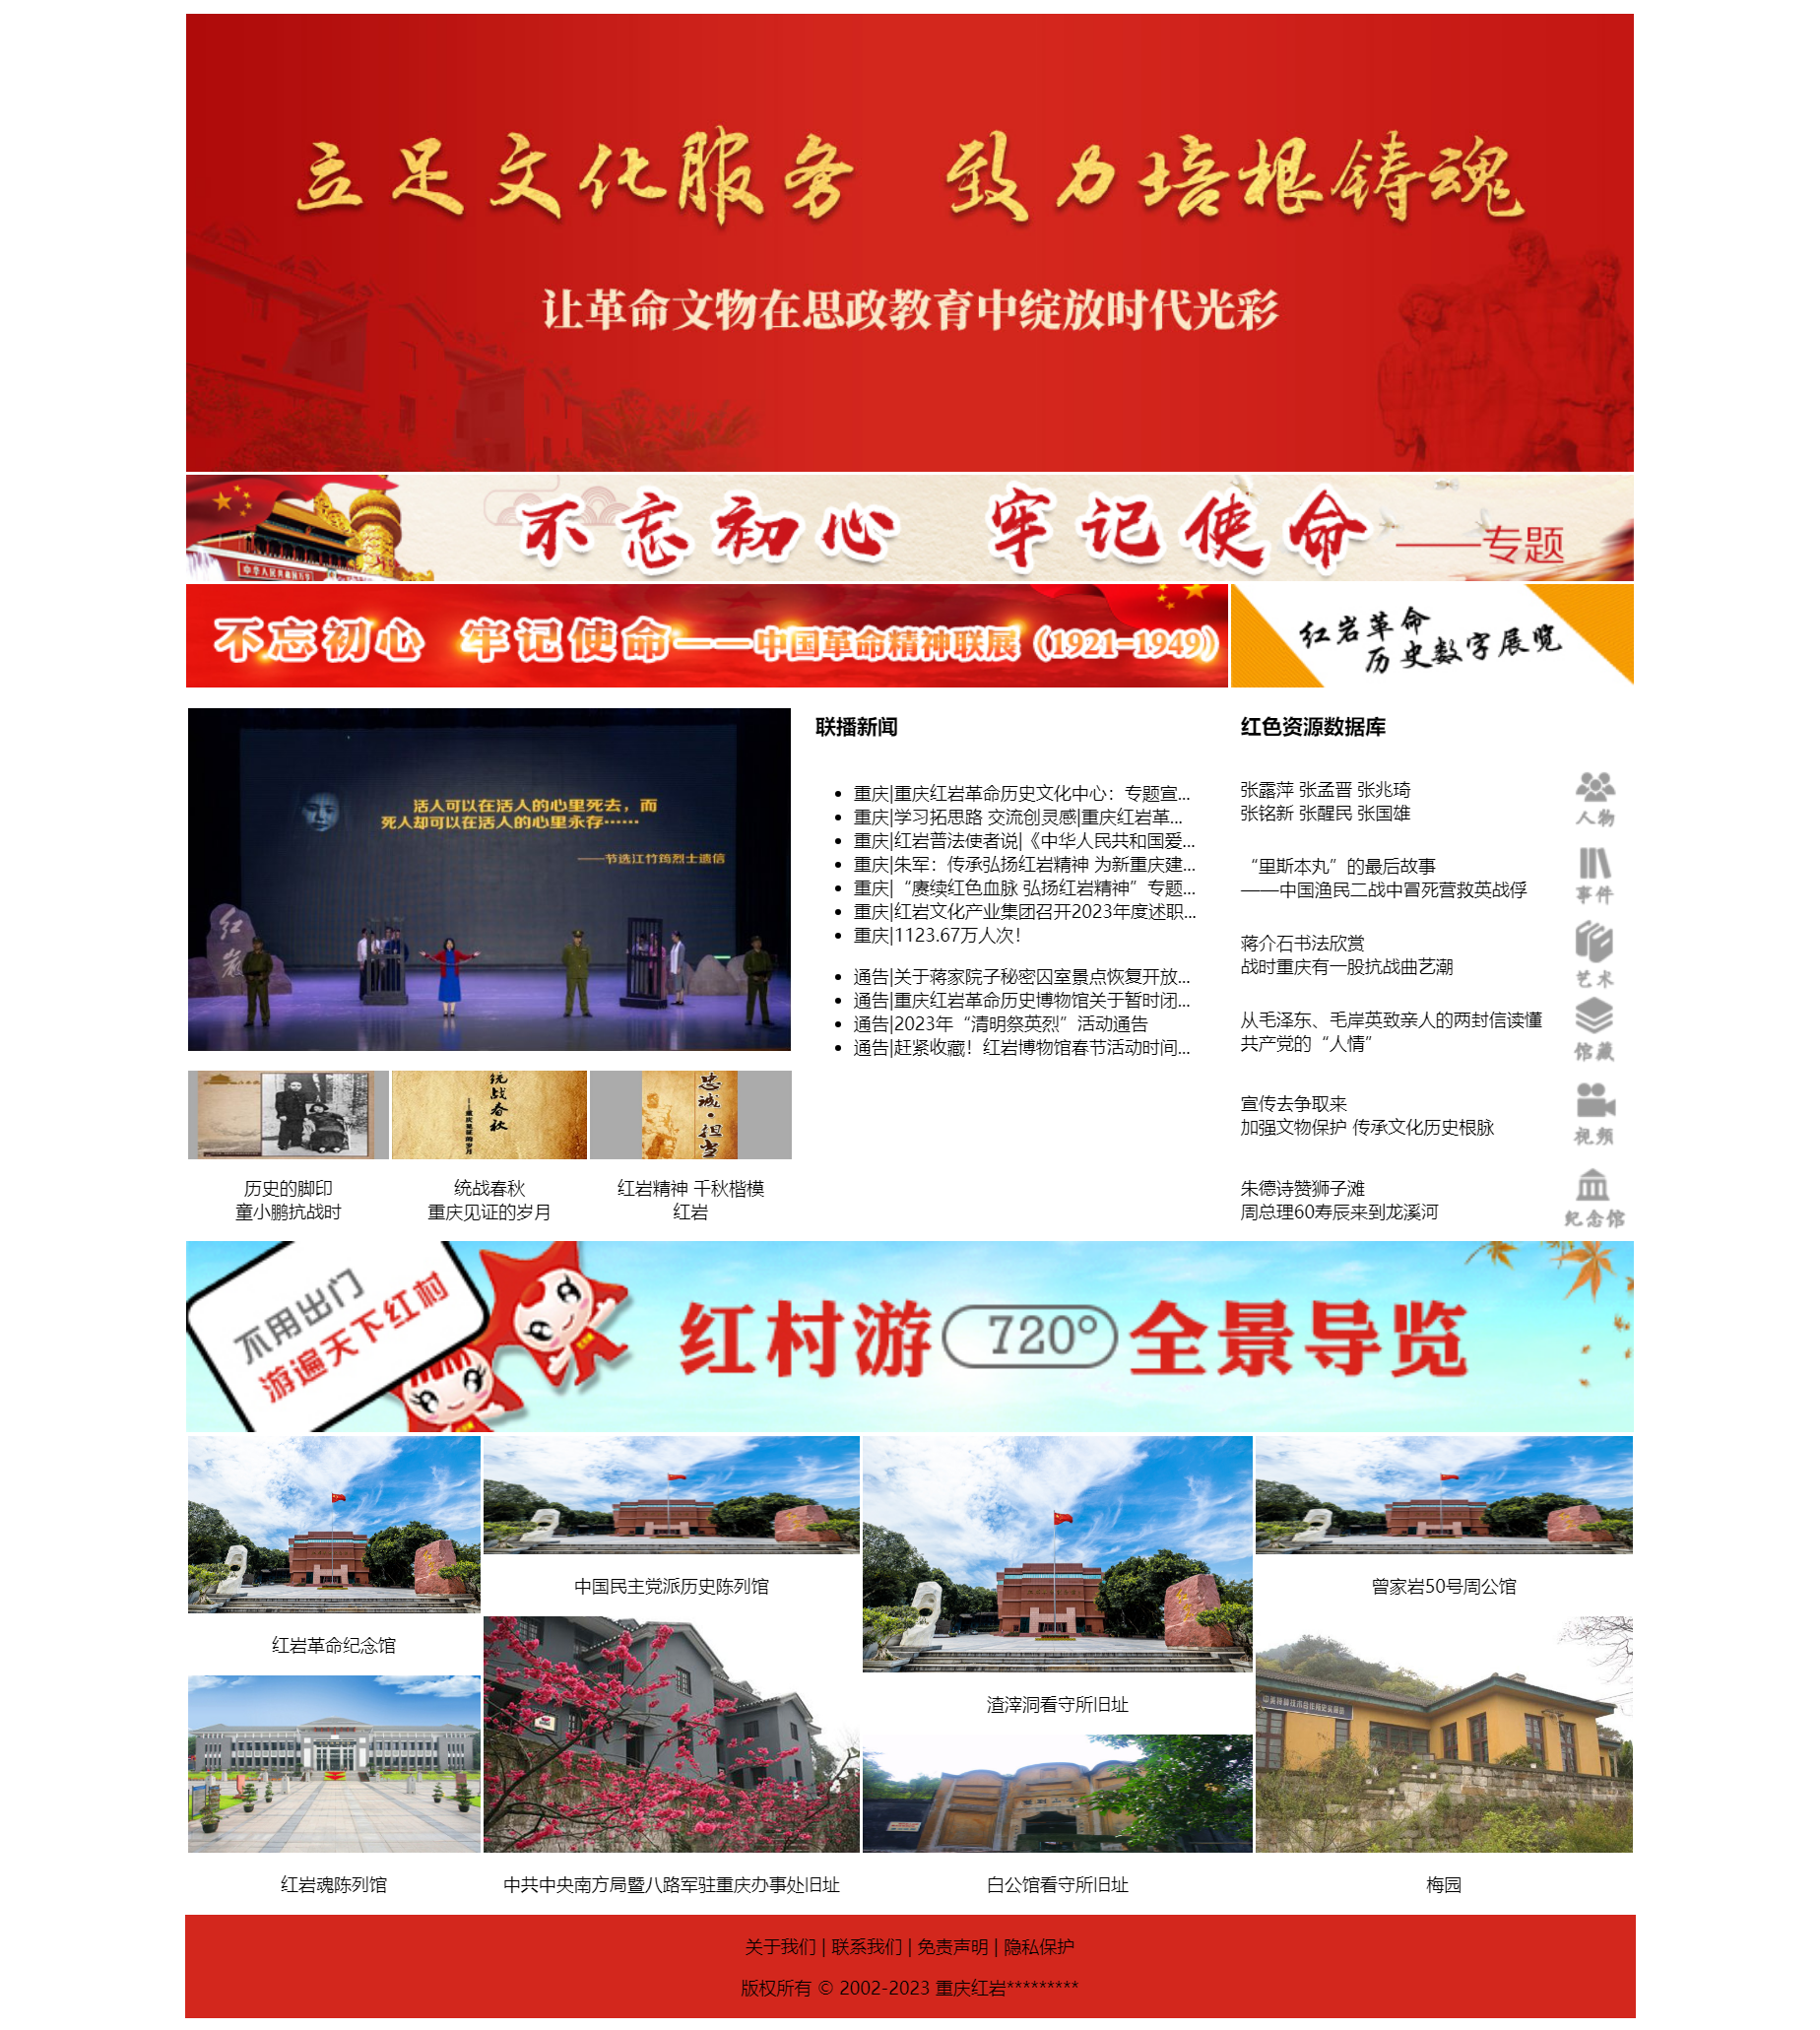 立足文化服务 致力培根铸魂
让革命文物在思政教育中绽放时代光彩
不忘初心 牢记使命——专题
不忘初心 牢记使命——中国革命精神联展（1921-1949）
红岩革命
历史数字展览
活人可以在活人的心里死去，而
死人却可以在活人的心里永存……
——节选江竹筠烈士遗信
红岩
统战春秋
——重庆见证的岁月
忠诚·担当
历史的脚印
童小鹏抗战时
统战春秋
重庆见证的岁月
红岩精神 千秋楷模
红岩
联播新闻
重庆|重庆红岩革命历史文化中心：专题宣...
重庆|学习拓思路 交流创灵感|重庆红岩革...
重庆|红岩普法使者说|《中华人民共和国爱...
重庆|朱军：传承弘扬红岩精神 为新重庆建...
重庆|“赓续红色血脉 弘扬红岩精神”专题...
重庆|红岩文化产业集团召开2023年度述职...
重庆|1123.67万人次！
通告|关于蒋家院子秘密囚室景点恢复开放...
通告|重庆红岩革命历史博物馆关于暂时闭...
通告|2023年“清明祭英烈”活动通告
通告|赶紧收藏！红岩博物馆春节活动时间...
红色资源数据库
张露萍 张孟晋 张兆琦
张铭新 张醒民 张国雄
人物
“里斯本丸”的最后故事
——中国渔民二战中冒死营救英战俘
事件
蒋介石书法欣赏
战时重庆有一股抗战曲艺潮
艺术
从毛泽东、毛岸英致亲人的两封信读懂
共产党的“人情”
馆藏
宣传去争取来
加强文物保护 传承文化历史根脉
视频
朱德诗赞狮子滩
周总理60寿辰来到龙溪河
纪念馆
不用出门
游遍天下红村
红村游 720° 全景导览
红岩革命纪念馆
中国民主党派历史陈列馆
渣滓洞看守所旧址
曾家岩50号周公馆
红岩魂陈列馆
中共中央南方局暨八路军驻重庆办事处旧址
白公馆看守所旧址
梅园
关于我们 | 联系我们 | 免责声明 | 隐私保护
版权所有 © 2002-2023 重庆红岩*********